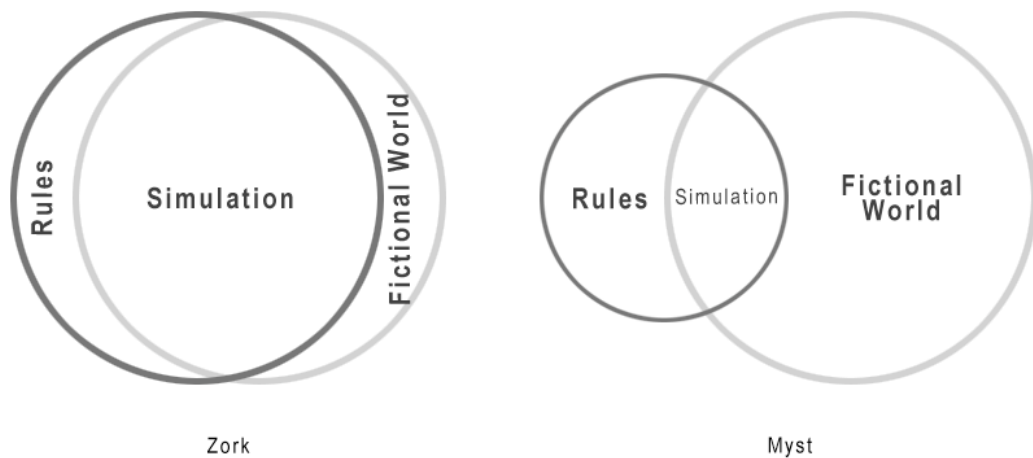 Rules
Simulation
Fictional World
Zork
Rules
Simulation
Fictional
World
Myst